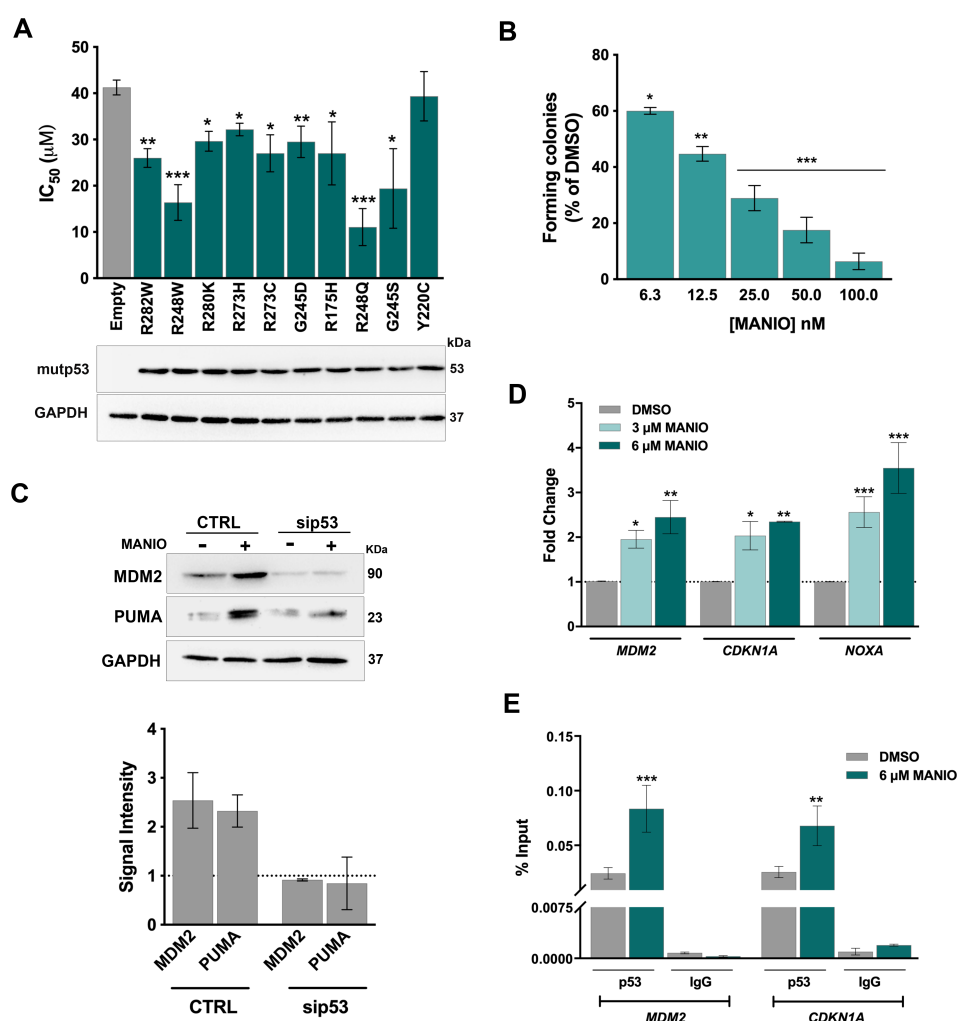 A
50
40
30
20
10
0
IC50 (µM)
** *** * * * ** * *** *
Empty
R282W
R248W
R280K
R273H
R273C
G245D
R175H
R248Q
G245S
Y220C
kDa
mutp53 53
GAPDH 37
B
80
60
40
20
0
Forming colonies
(% of DMSO)
* ** ***
6.3 12.5 25.0 50.0 100.0
[MANIO] nM
C
CTRL sip53
MANIO - + - + KDa
MDM2 90
PUMA 23
GAPDH 37
4
3
2
1
0
Signal Intensity
MDM2 PUMA MDM2 PUMA
CTRL sip53
D
5
4
3
2
1
0
Fold Change
DMSO
3 µM MANIO
6 µM MANIO
* ** * ** *** ***
MDM2 CDKN1A NOXA
E
0.15
0.10
0.05
0.0075
0.0000
% Input
DMSO
6 µM MANIO
*** **
p53 IgG p53 IgG
MDM2 CDKN1A